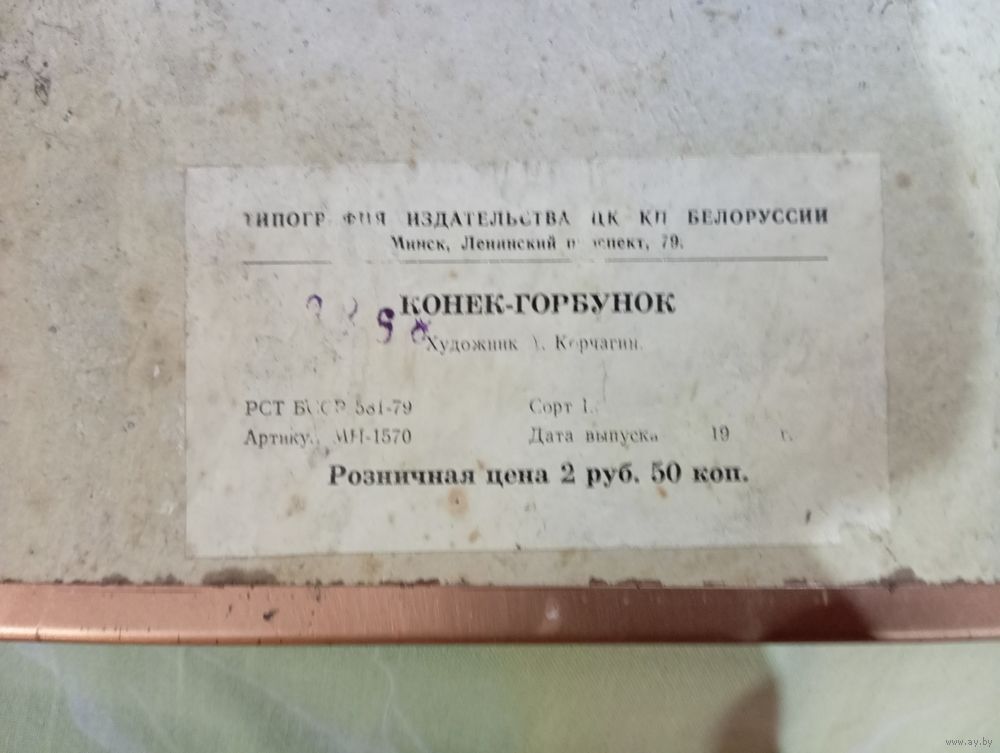 ТИПОГРАФИЯ ИЗДАТЕЛЬСТВА ЦК КП БЕЛОРУССИИ
Минск, Ленинский проспект, 79.
КОНЕК-ГОРБУНОК
Художник Корчагин.
РСТ БССР 581-79 Сорт 1.
Артикул МН-1570 Дата выпуска 19 г.
Розничная цена 2 руб. 50 коп.
www.ay.by